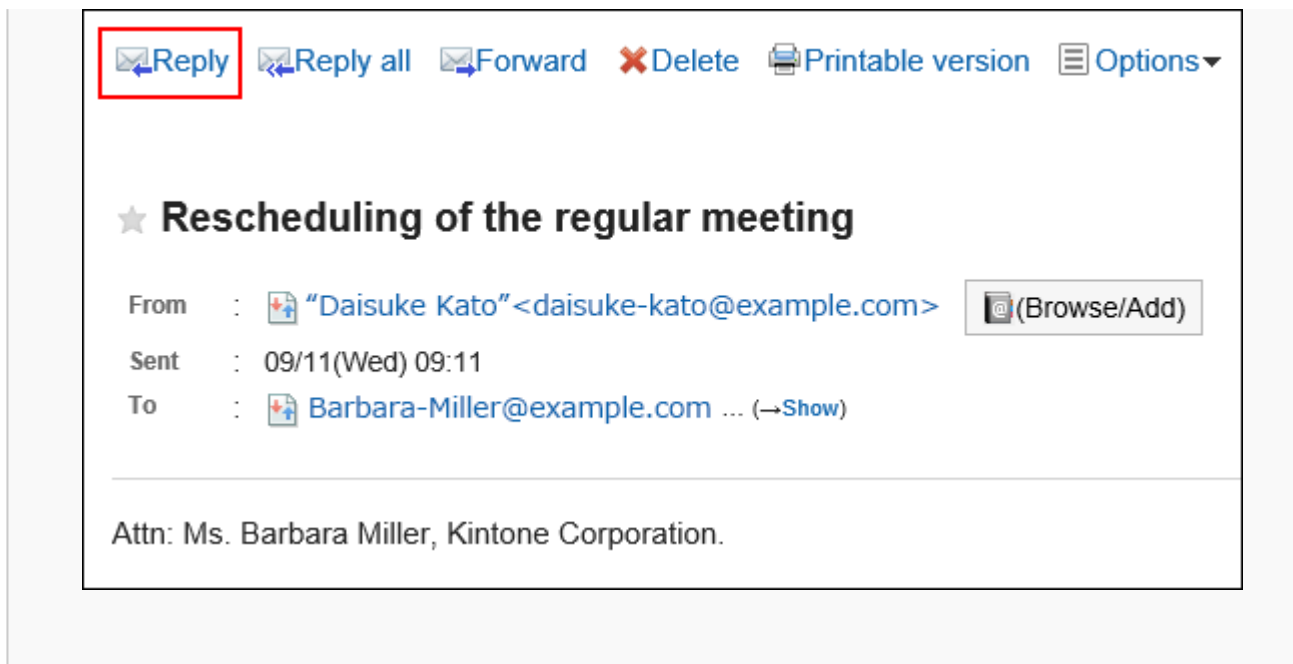 Reply Reply all Forward Delete Printable version Options
Rescheduling of the regular meeting
From : “Daisuke Kato”<daisuke-kato@example.com> (Browse/Add)
Sent : 09/11(Wed) 09:11
To : Barbara-Miller@example.com ... (→Show)
Attn: Ms. Barbara Miller, Kintone Corporation.